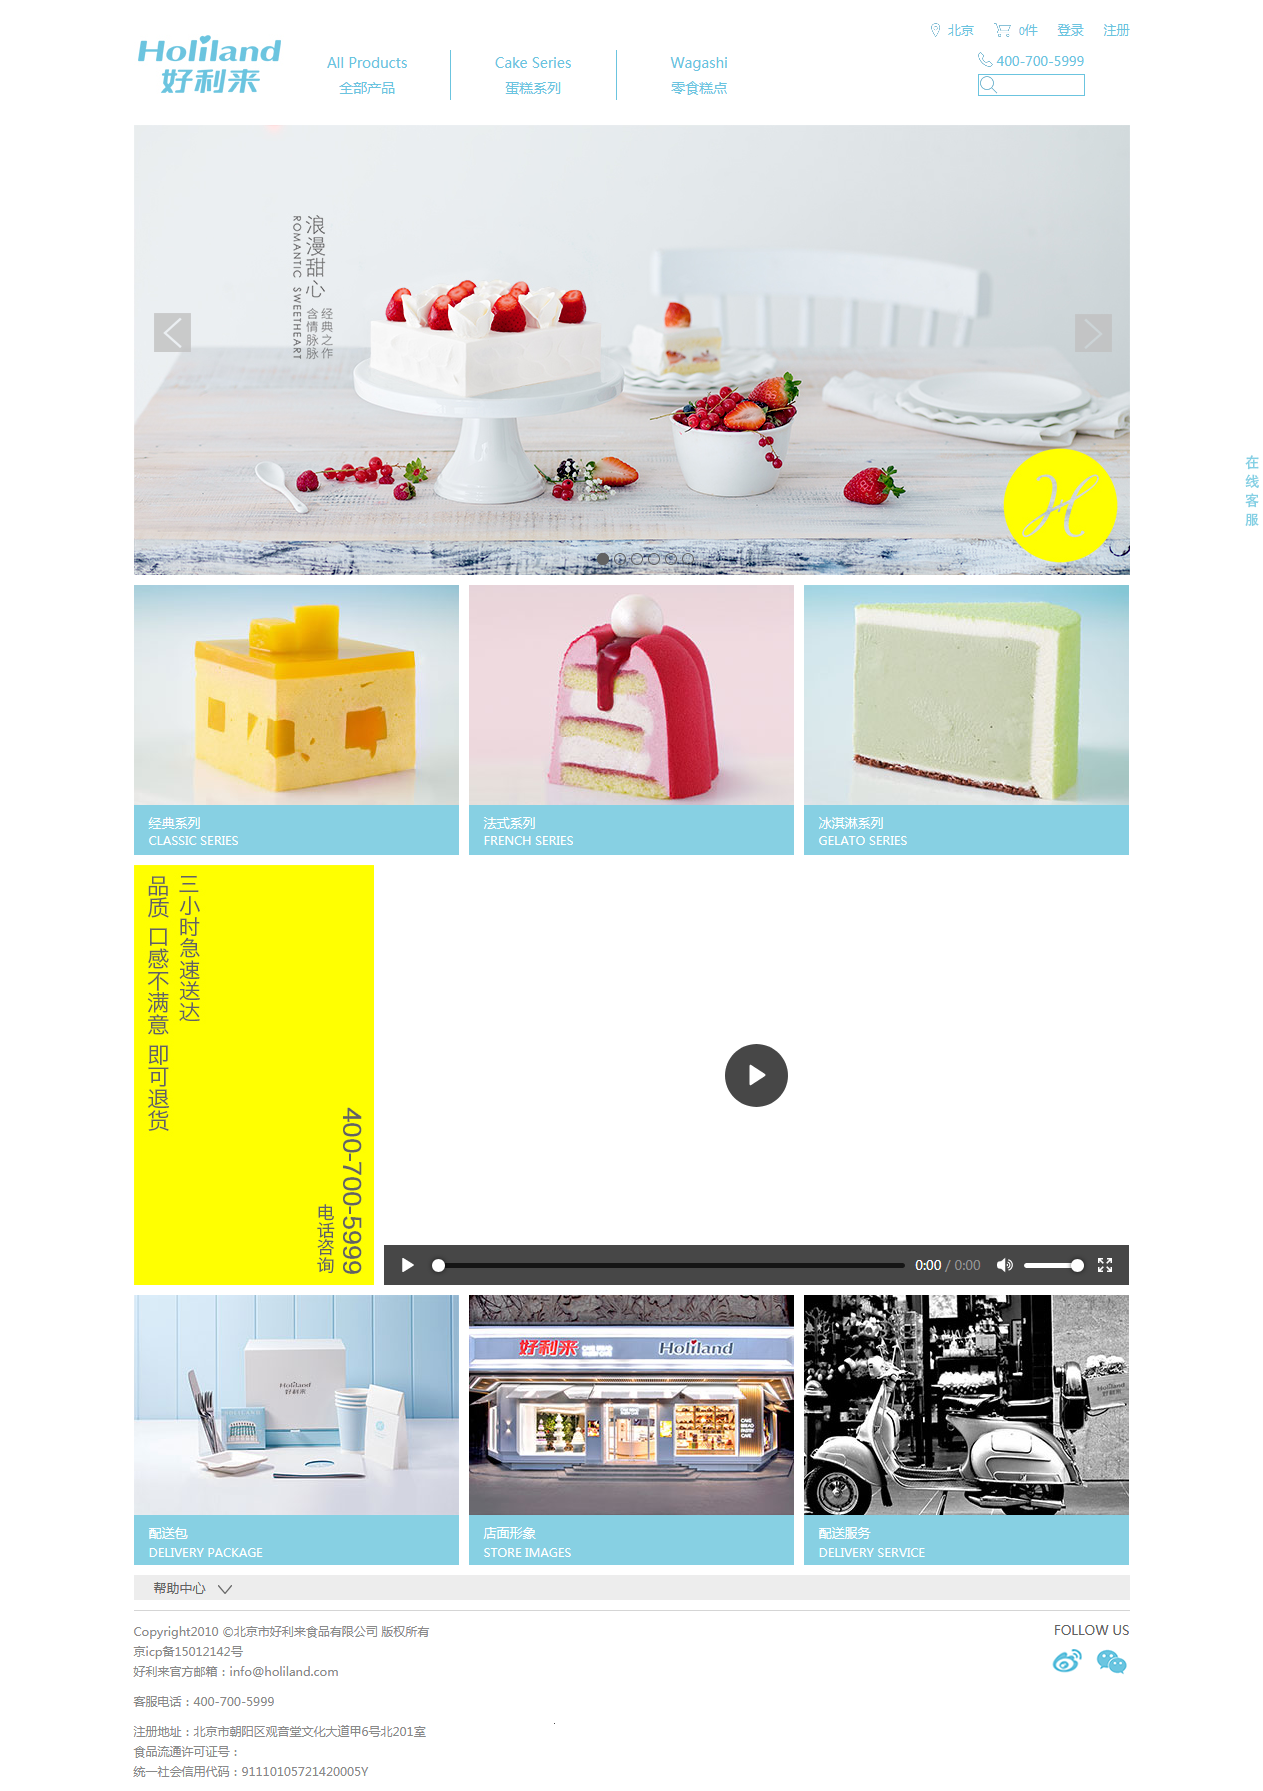 北京
0件
登录
注册
Holiland
好利来
All Products
全部产品
Cake Series
蛋糕系列
Wagashi
零食糕点
400-700-5999
浪漫甜心
ROMANTIC SWEETHEART
经典之作
含情脉脉
H
在线客服
经典系列
CLASSIC SERIES
法式系列
FRENCH SERIES
冰淇淋系列
GELATO SERIES
三小时急速送达
品质 口感不满意 即可退货
400-700-5999
电话咨询
0:00 / 0:00
Holiland
好利来
HOLILAND
好利来
Holiland
配送包
DELIVERY PACKAGE
店面形象
STORE IMAGES
配送服务
DELIVERY SERVICE
帮助中心
Copyright2010 ©北京市好利来食品有限公司 版权所有
京icp备15012142号
好利来官方邮箱：info@holiland.com
客服电话：400-700-5999
注册地址：北京市朝阳区观音堂文化大道甲6号北201室
食品流通许可证号：
统一社会信用代码：91110105721420005Y
FOLLOW US